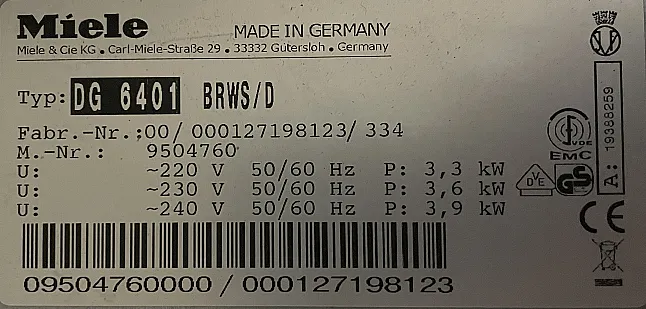 Miele
MADE IN GERMANY
Miele & Cie KG . Carl-Miele-Straße 29 . 33332 Gütersloh . Germany
Typ: DG 6401 BRWS/D
Fabr.-Nr.:00/ 000127198123/ 334
M.-Nr.: 9504760
U: ~220 V 50/60 Hz P: 3,3 kW
U: ~230 V 50/60 Hz P: 3,6 kW
U: ~240 V 50/60 Hz P: 3,9 kW
09504760000 / 000127198123
VDE
EMC
VDE
GS
A: 19388259
CE